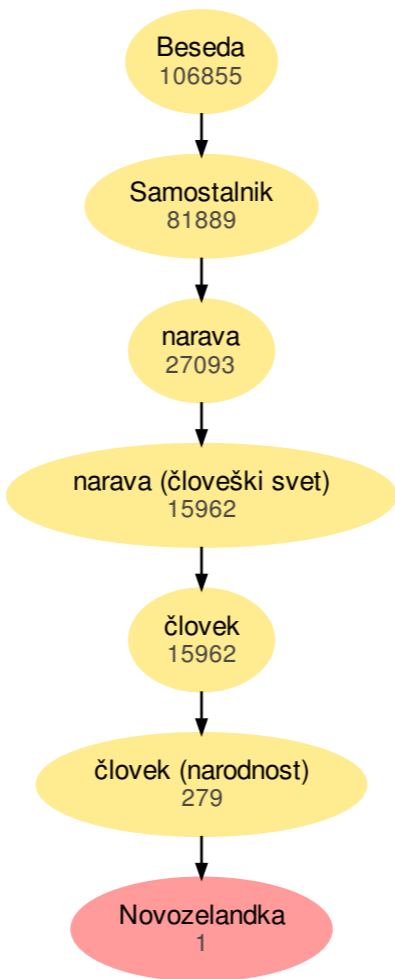 Beseda
106855
Samostalnik
81889
narava
27093
narava (človeški svet)
15962
človek
15962
človek (narodnost)
279
Novozelandka
1